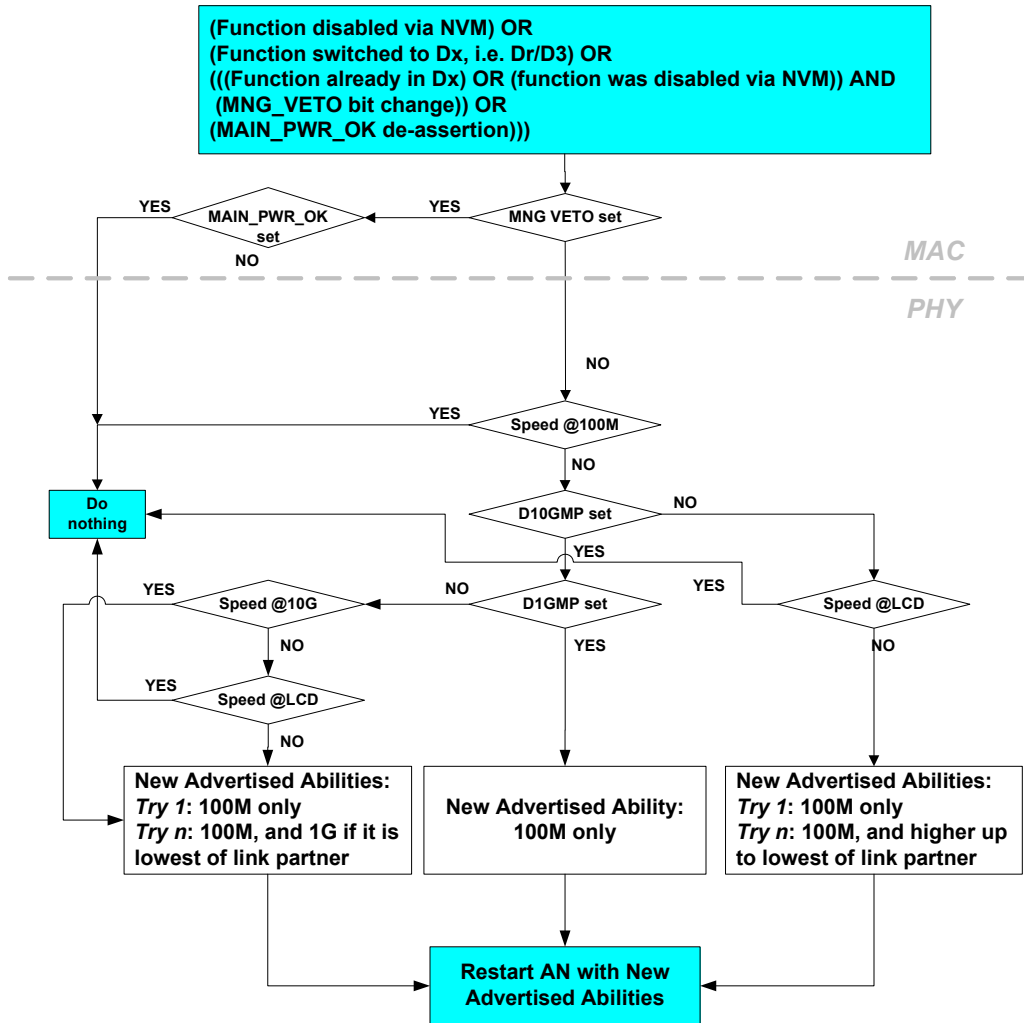 (Function disabled via NVM) OR
(Function switched to Dx, i.e. Dr/D3) OR
(((Function already in Dx) OR (function was disabled via NVM)) AND
(MNG_VETO bit change)) OR
(MAIN_PWR_OK de-assertion)))
YES
MAIN_PWR_OK
set
YES
MNG VETO set
NO
MAC
PHY
NO
YES
Speed @100M
NO
Do
nothing
D10GMP set
NO
YES
YES
Speed @10G
NO
D1GMP set
YES
Speed @LCD
NO
YES
NO
YES
Speed @LCD
NO
New Advertised Abilities:
Try 1: 100M only
Try n: 100M, and 1G if it is
lowest of link partner
New Advertised Ability:
100M only
New Advertised Abilities:
Try 1: 100M only
Try n: 100M, and higher up
to lowest of link partner
Restart AN with New
Advertised Abilities